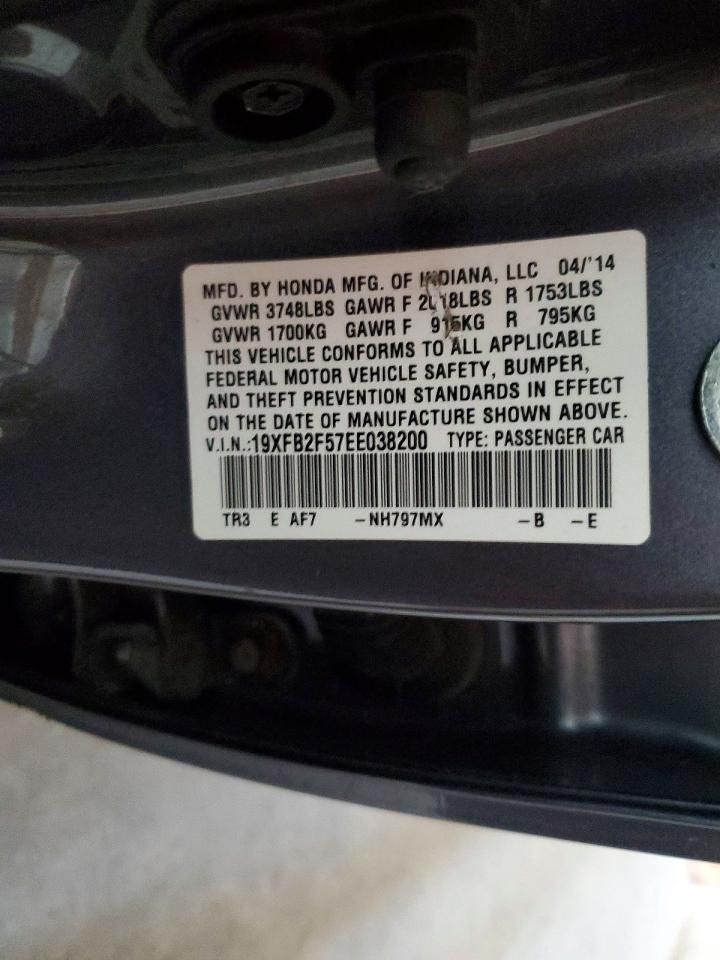 MFD. BY HONDA MFG. OF INDIANA, LLC 04/'14
GVWR 3748LBS GAWR F 2018LBS R 1753LBS
GVWR 1700KG GAWR F 915KG R 795KG
THIS VEHICLE CONFORMS TO ALL APPLICABLE
FEDERAL MOTOR VEHICLE SAFETY, BUMPER,
AND THEFT PREVENTION STANDARDS IN EFFECT
ON THE DATE OF MANUFACTURE SHOWN ABOVE.
V.I.N.:19XFB2F57EE038200 TYPE: PASSENGER CAR
TR3 E AF7 -NH797MX -B -E